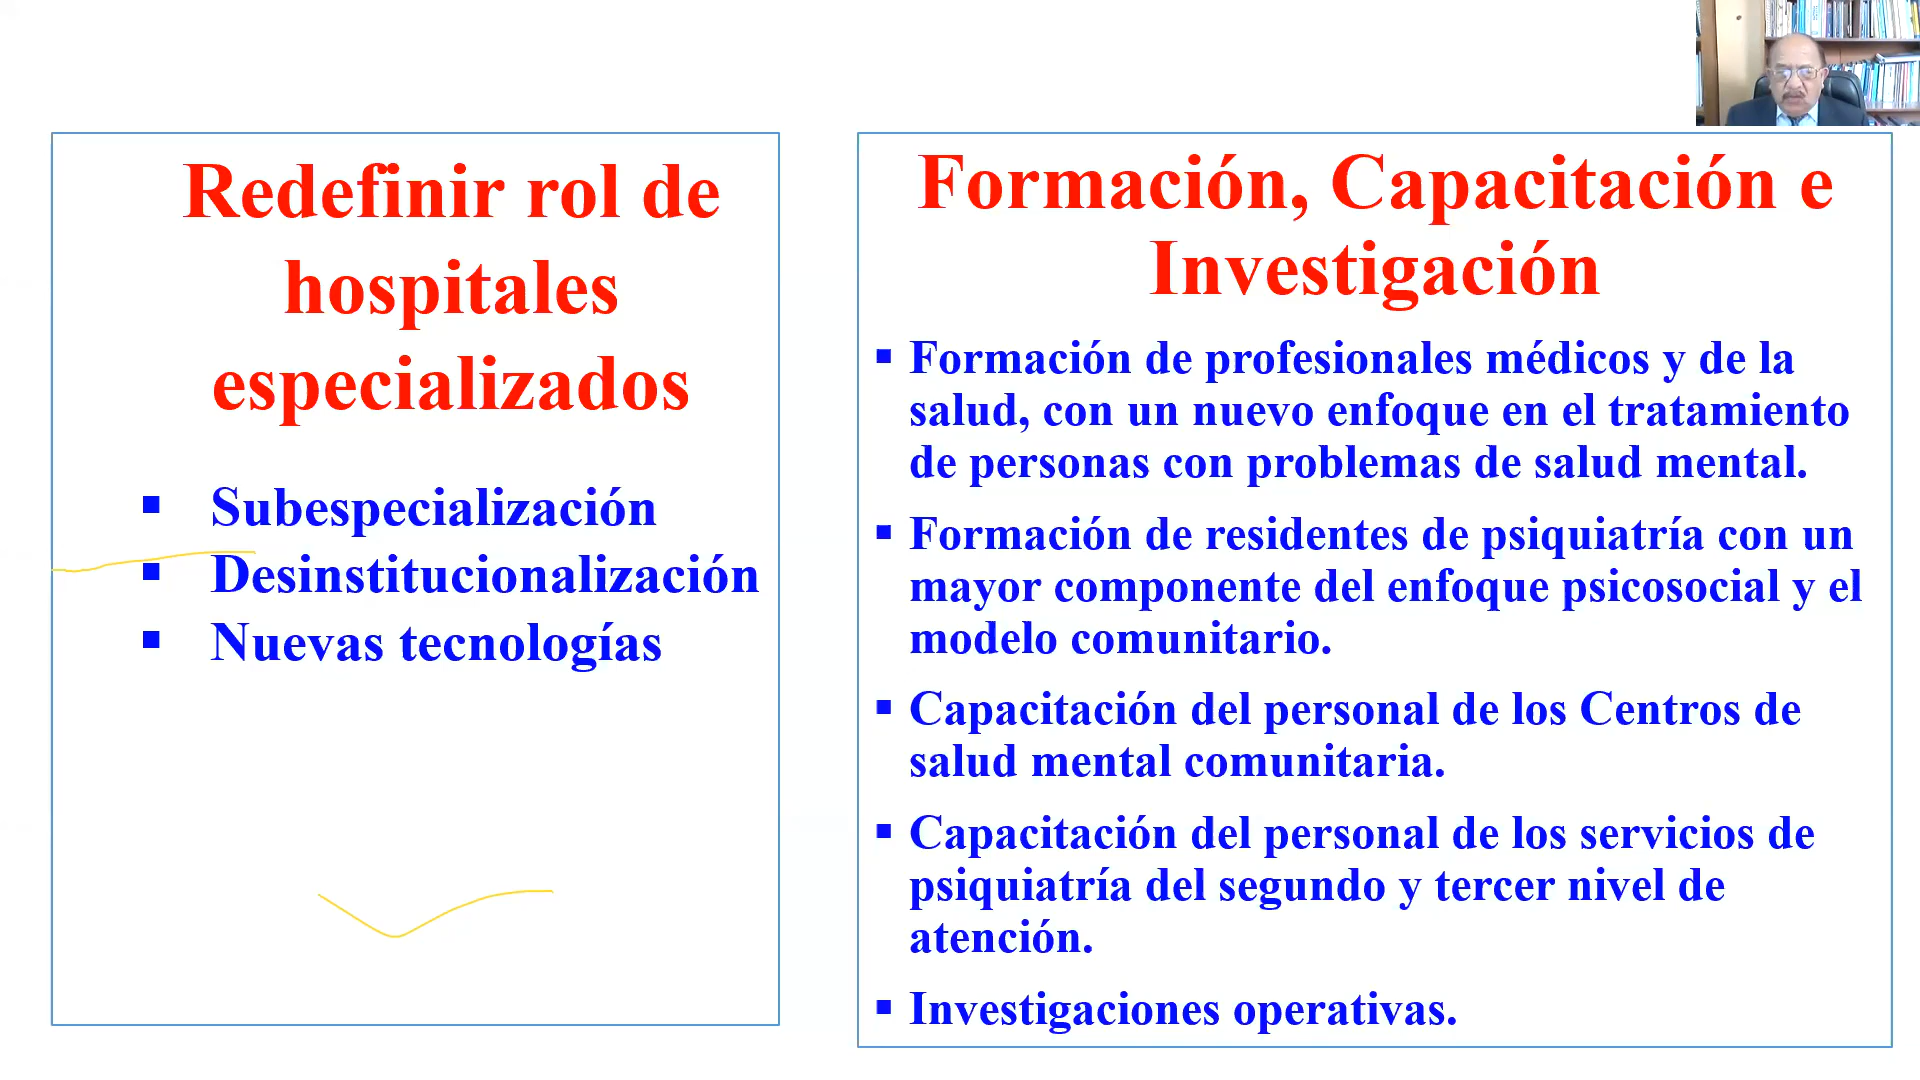 Redefinir rol de
hospitales
especializados
▪ Subespecialización
▪ Desinstitucionalización
▪ Nuevas tecnologías
Formación, Capacitación e
Investigación
▪ Formación de profesionales médicos y de la
salud, con un nuevo enfoque en el tratamiento
de personas con problemas de salud mental.
▪ Formación de residentes de psiquiatría con un
mayor componente del enfoque psicosocial y el
modelo comunitario.
▪ Capacitación del personal de los Centros de
salud mental comunitaria.
▪ Capacitación del personal de los servicios de
psiquiatría del segundo y tercer nivel de
atención.
▪ Investigaciones operativas.